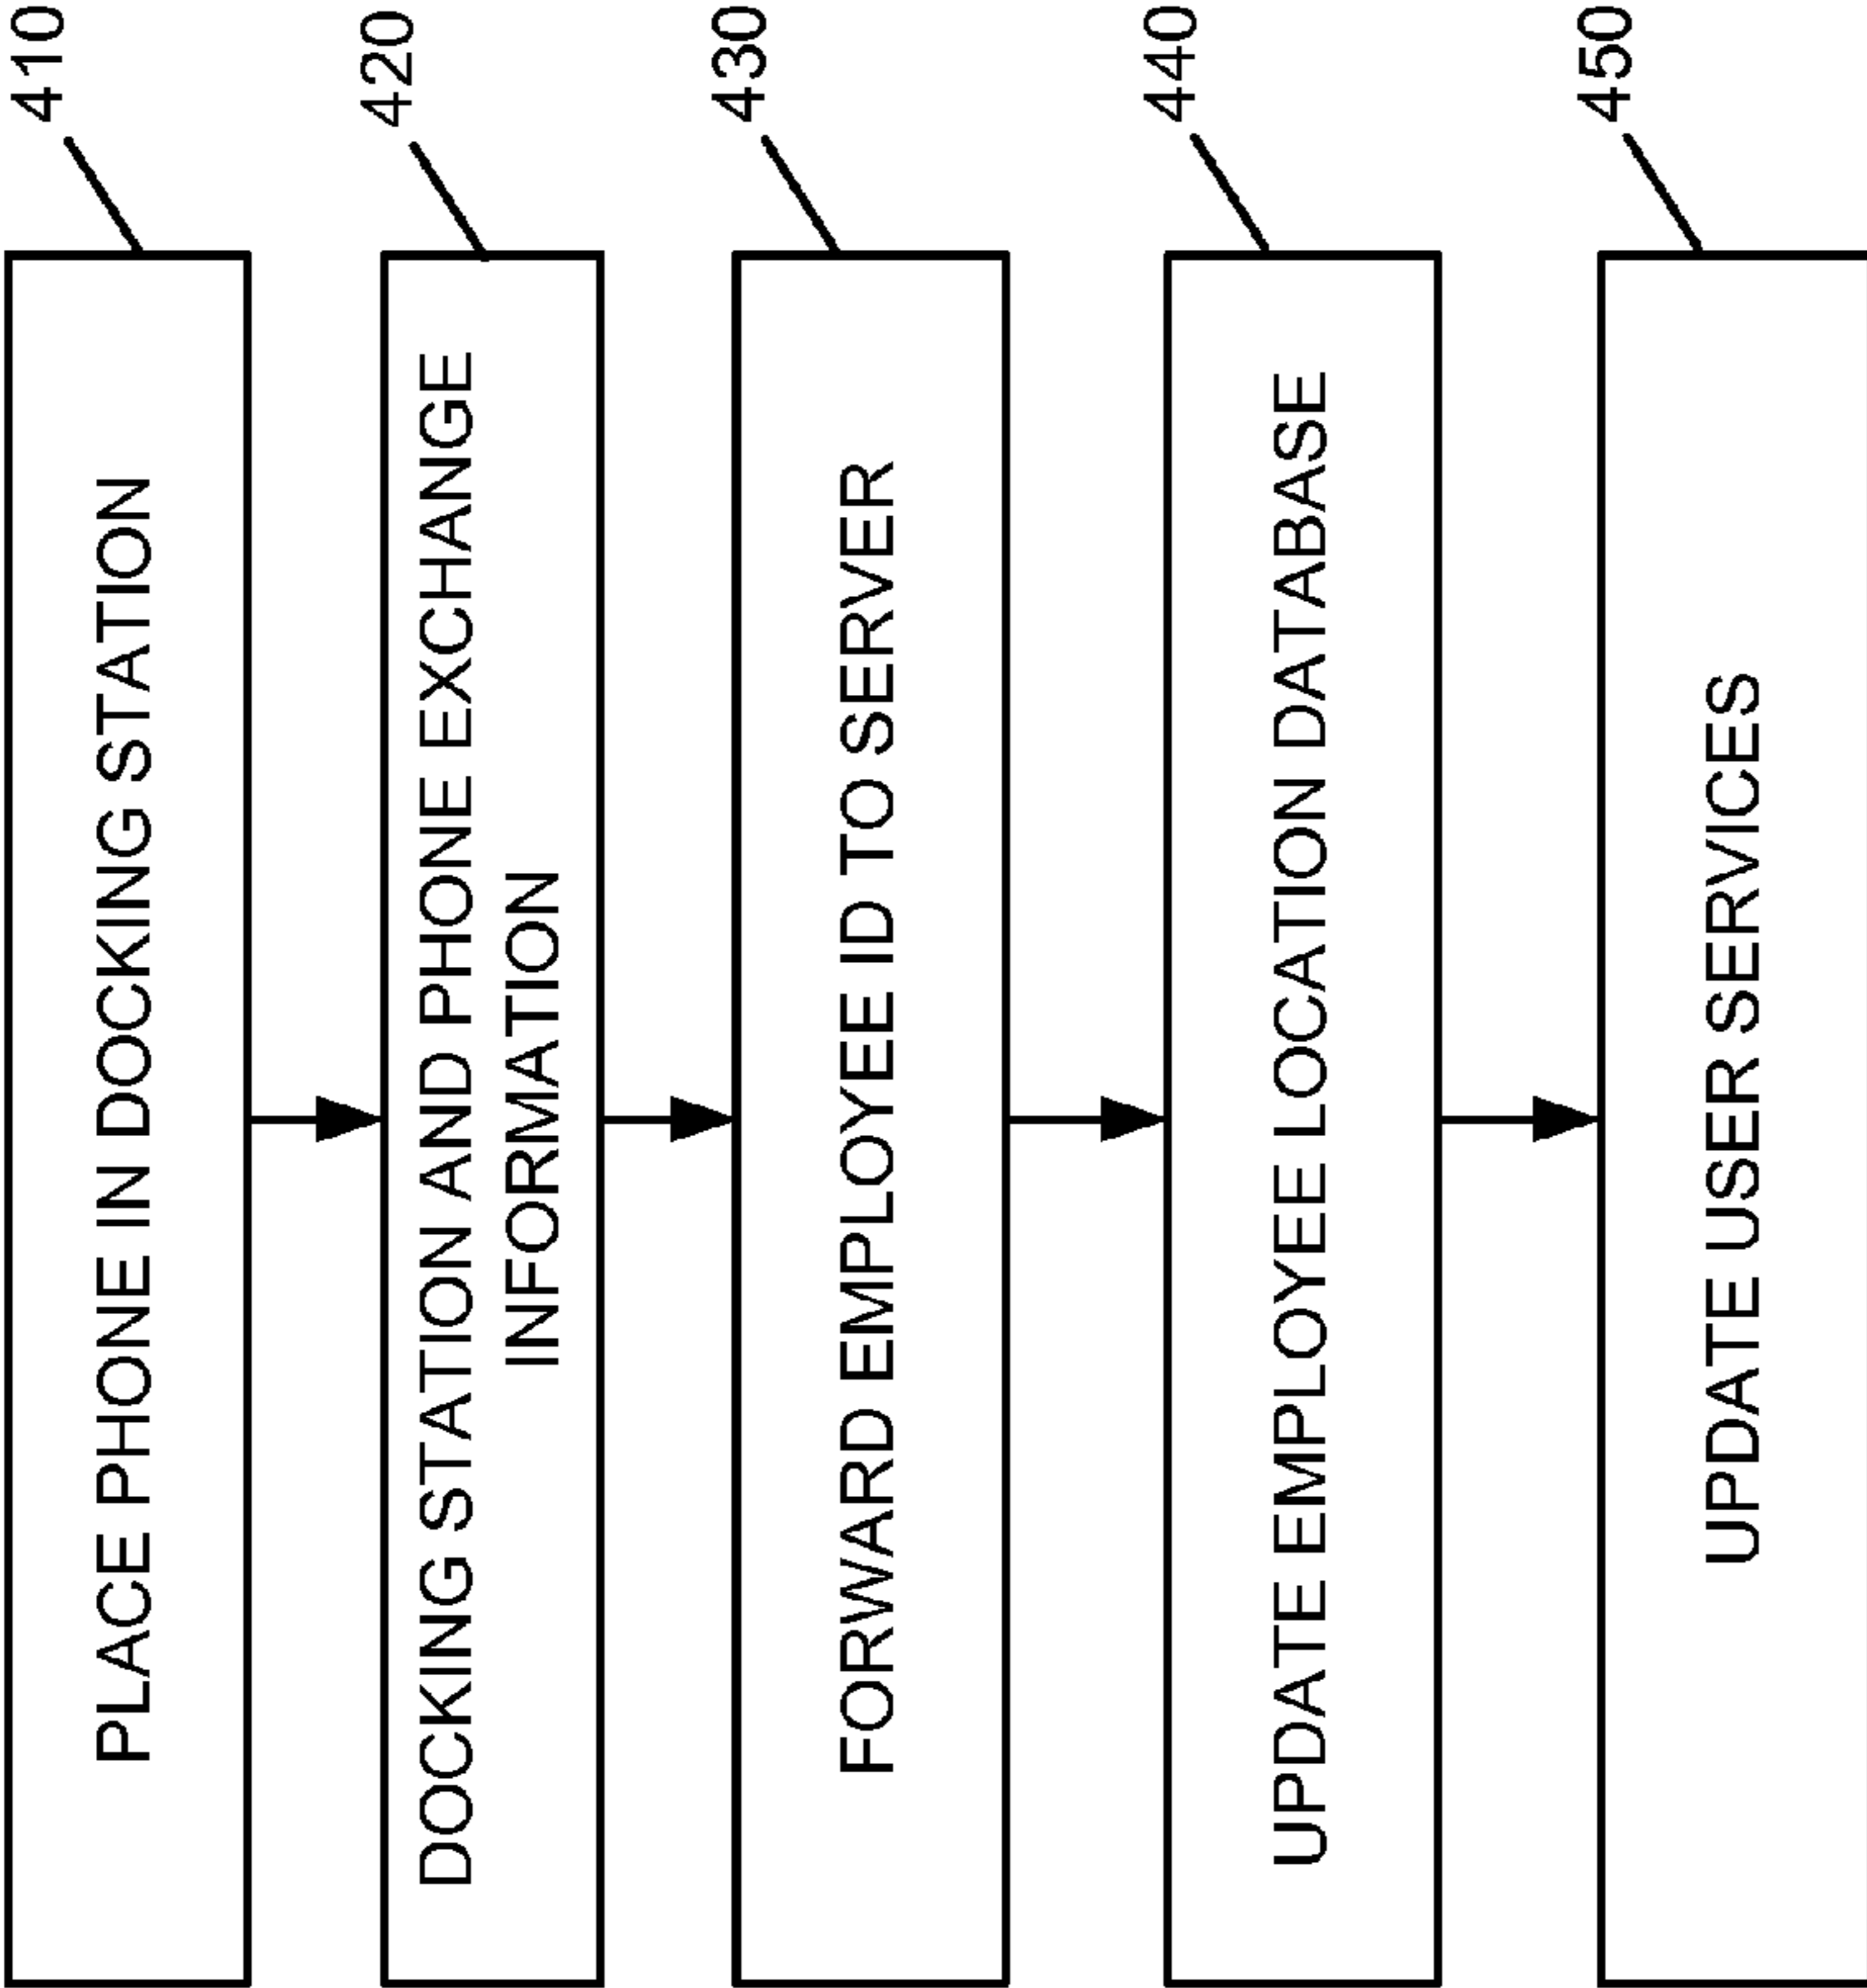 410
PLACE PHONE IN DOCKING STATION
420
DOCKING STATION AND PHONE EXCHANGE
INFORMATION
430
FORWARD EMPLOYEE ID TO SERVER
440
UPDATE EMPLOYEE LOCATION DATABASE
450
UPDATE USER SERVICES